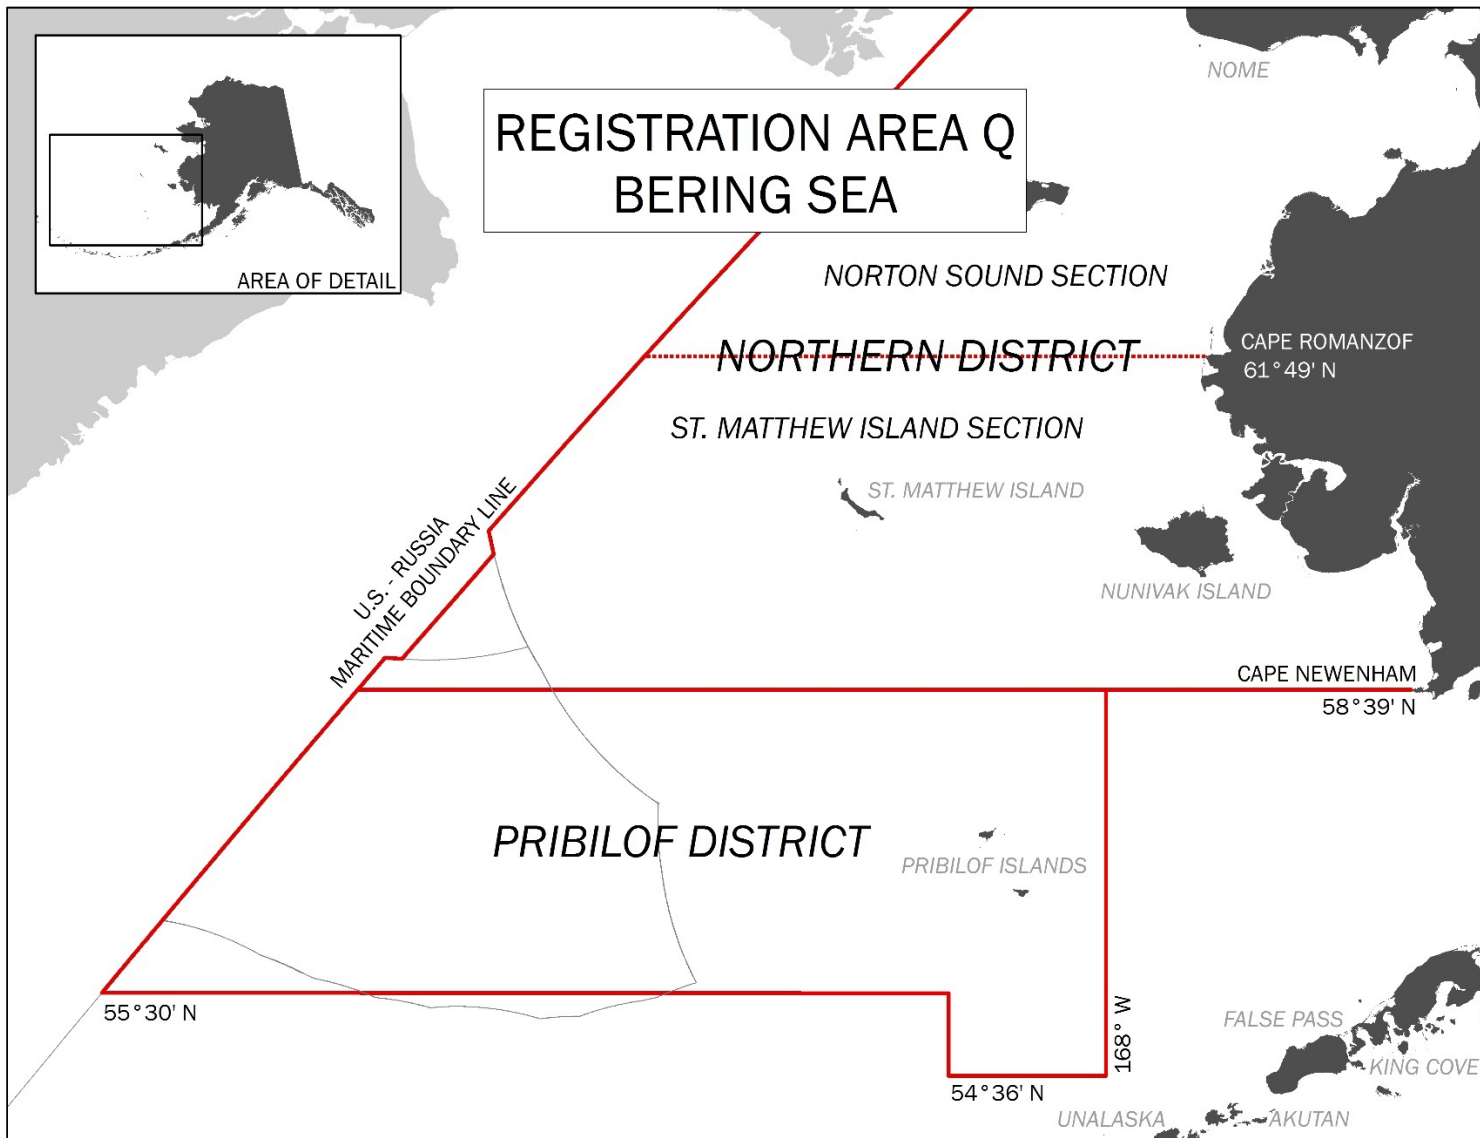 REGISTRATION AREA Q
BERING SEA
AREA OF DETAIL
NOME
NORTON SOUND SECTION
NORTHERN DISTRICT
CAPE ROMANZOF
61°49' N
ST. MATTHEW ISLAND SECTION
ST. MATTHEW ISLAND
NUNIVAK ISLAND
U.S. - RUSSIA
MARITIME BOUNDARY LINE
CAPE NEWENHAM
58°39' N
PRIBILOF DISTRICT
PRIBILOF ISLANDS
55°30' N
168° W
54°36' N
FALSE PASS
KING COVE
UNALASKA
AKUTAN